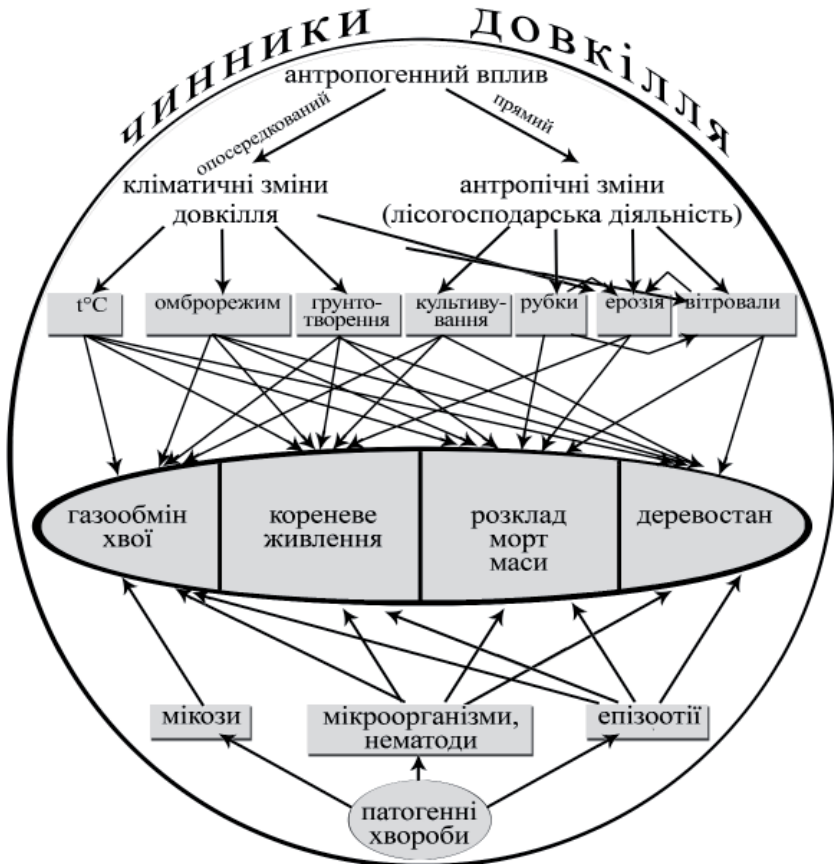 ЧИННИКИ ДОВКІЛЛЯ
антропогенний вплив
опосередкований
прямий
кліматичні зміни
довкілля
антропічні зміни
(лісогосподарська діяльність)
t°C
омброрежим
ґрунто-
творення
культиву-
вання
рубки
ерозія
вітровали
газообмін
хвої
кореневе
живлення
розклад
морт
маси
деревостан
мікози
мікроорганізми,
нематоди
епізоотії
патогенні
хвороби